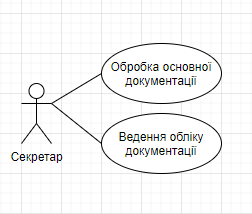 Обробка основної
документації
Ведення обліку
документації
Секретар